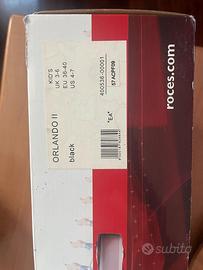 ORLANDO II
black
KID'S
UK 3-6
EU 36-40
US 4-7
"EA"
400536-00001
57ACPF09
roces.com
subito